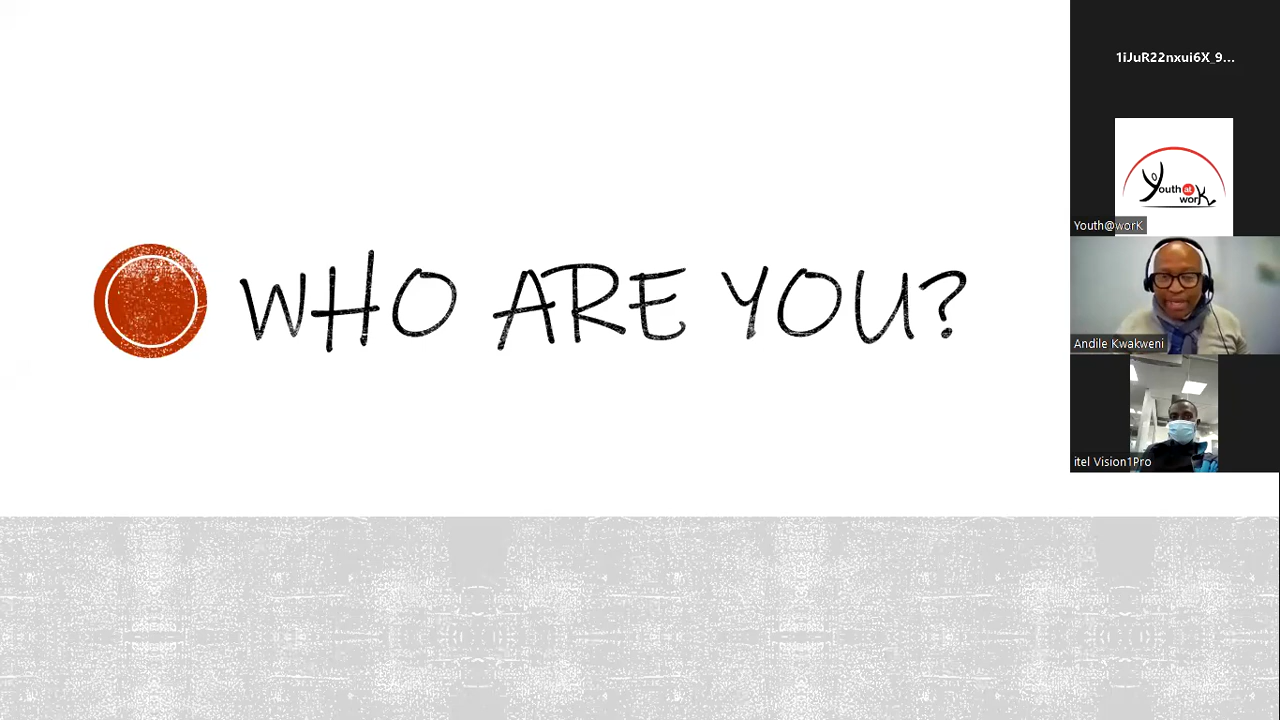 WHO ARE YOU?
1iJuR22nxui6X_9...
Youth at worK
Youth@worK
Andile Kwakweni
itel Vision1Pro